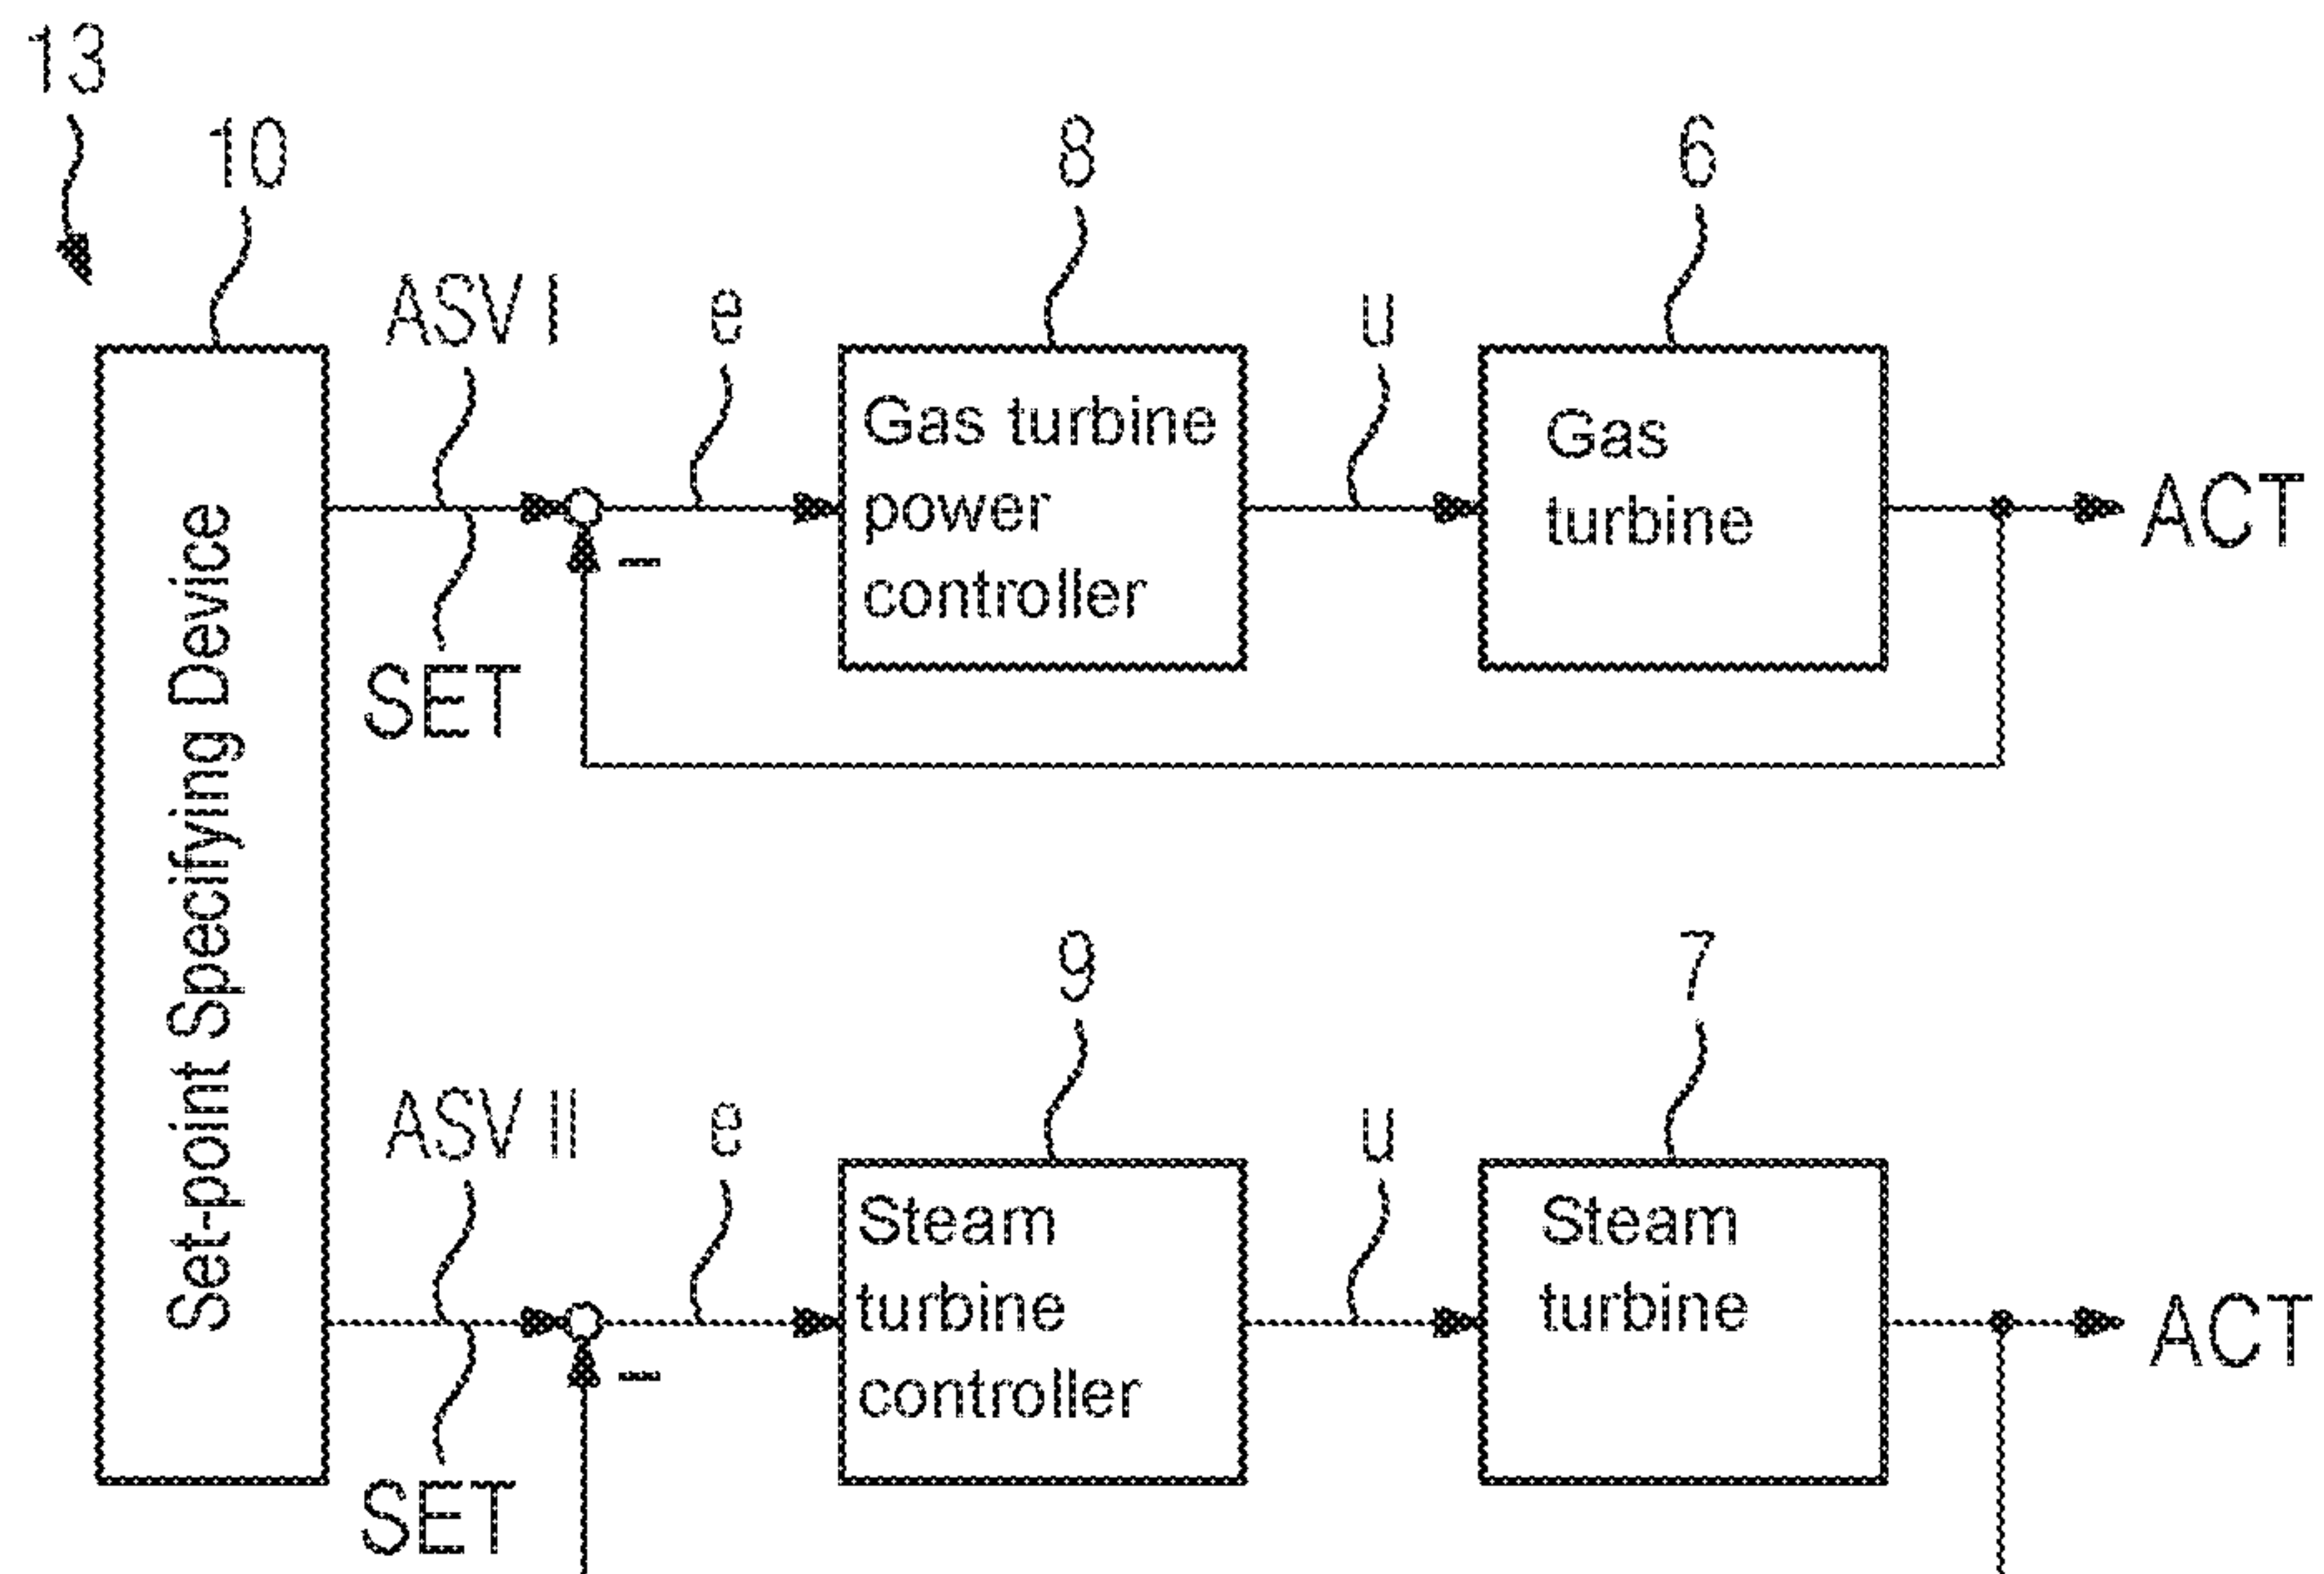 13
10
8
6
ASV I
e
u
Gas turbine
power
controller
Gas
turbine
ACT
SET
–
Set-point Specifying Device
9
7
ASV II
e
u
Steam
turbine
controller
Steam
turbine
ACT
SET
–